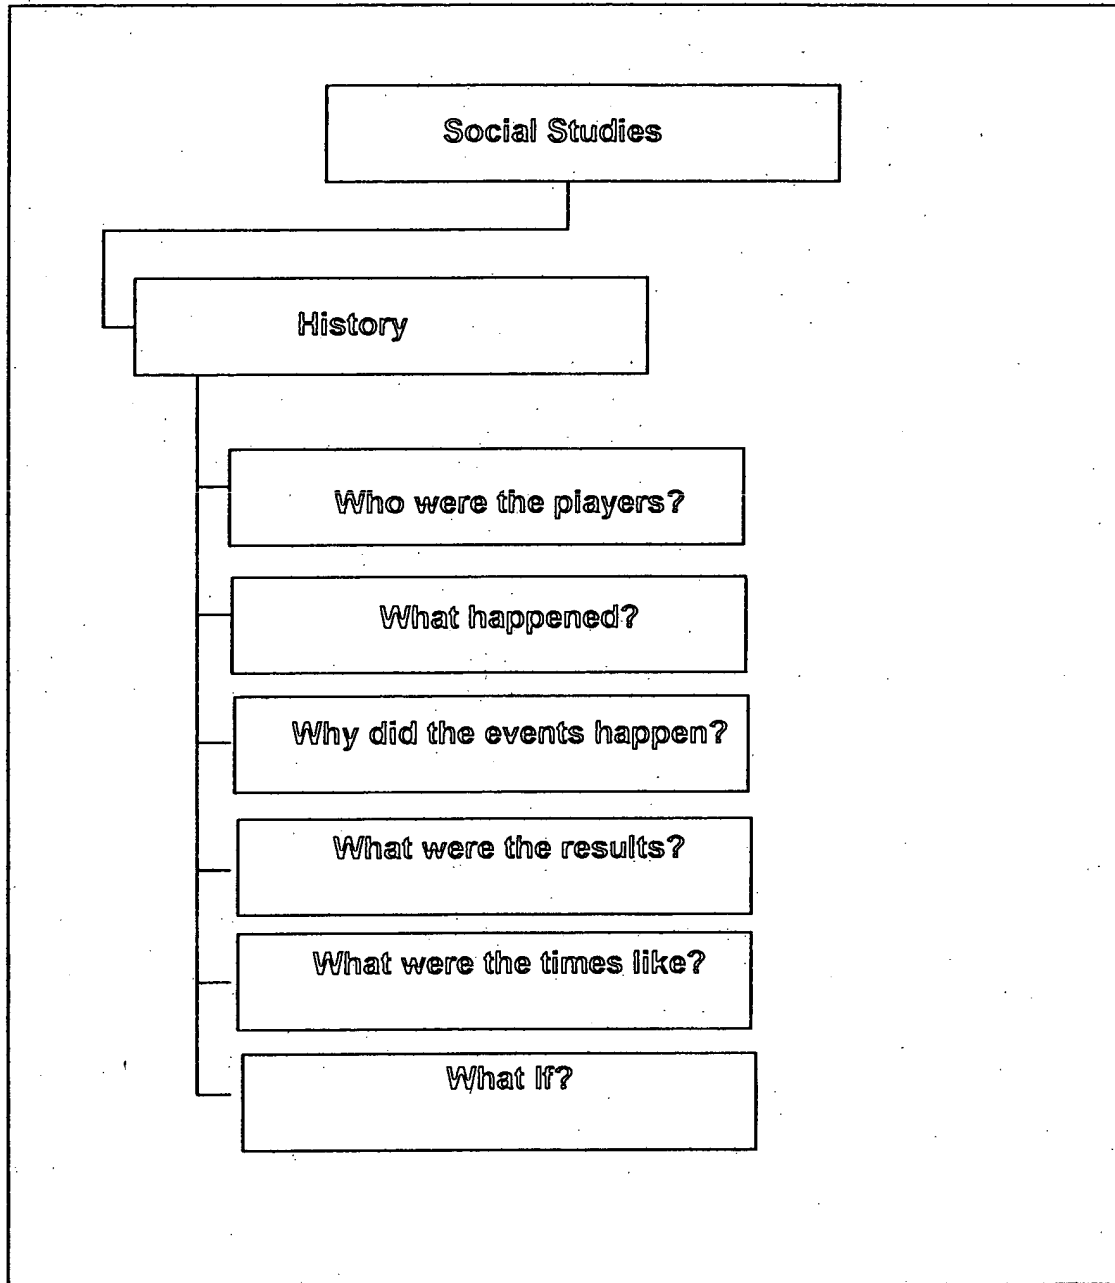 Social Studies
History
Who were the players?
What happened?
Why did the events happen?
What were the results?
What were the times like?
What If?